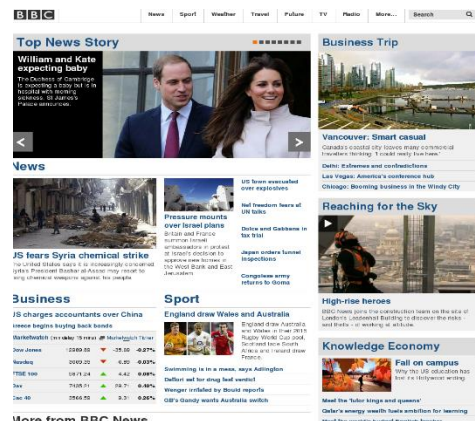 BBC
News Sport Weather Travel Future TV Radio More... Search
Top News Story
William and Kate
expecting baby
The Duchess of Cambridge
is expecting a baby but is in
hospital with morning
sickness, St James's
Palace announces.
News
US fears Syria chemical strike
The United States says it is increasingly concerned
Syria's President Bashar al-Assad may resort to
using chemical weapons against his people
Pressure mounts
over Israel plans
Britain and France
summon Israeli
ambassadors in protest
at Israel's decision to
approve new homes in
the West Bank and East
Jerusalem
US town evacuated
over explosives
Net freedom fears at
UN talks
Dolce and Gabbana in
tax trial
Japan orders tunnel
inspections
Congolese army
returns to Goma
Business
US charges accountants over China
Greece begins buying back bonds
Dow Jones
Nasdaq
FTSE 100
Dax
Cac 40
Sport
England draw Wales and Australia
England draw Australia
and Wales in their 2015
Rugby World Cup pool,
Scotland face South
Africa and Ireland draw
France.
Swimming is in a mess, says Adlington
Wenger irritated by Bould reports
GB's Gandy wants Australia switch
More from BBC News
Business Trip
Vancouver: Smart casual
Canada's coastal city leaves many commercial
travellers thinking 'I could really live here.'
Delhi: Extremes and contradictions
Las Vegas: America's conference hub
Chicago: Booming business in the Windy City
Reaching for the Sky
High-rise heroes
BBC News joins the construction team on the site of
London's Leadenhall Building to discover the risks -
and thrills - of working at altitude.
Knowledge Economy
Fall on campus
Why the US education has
lost its Hollywood ending
Meet the 'tutor kings and queens'
Qatar's energy wealth fuels ambition for learning